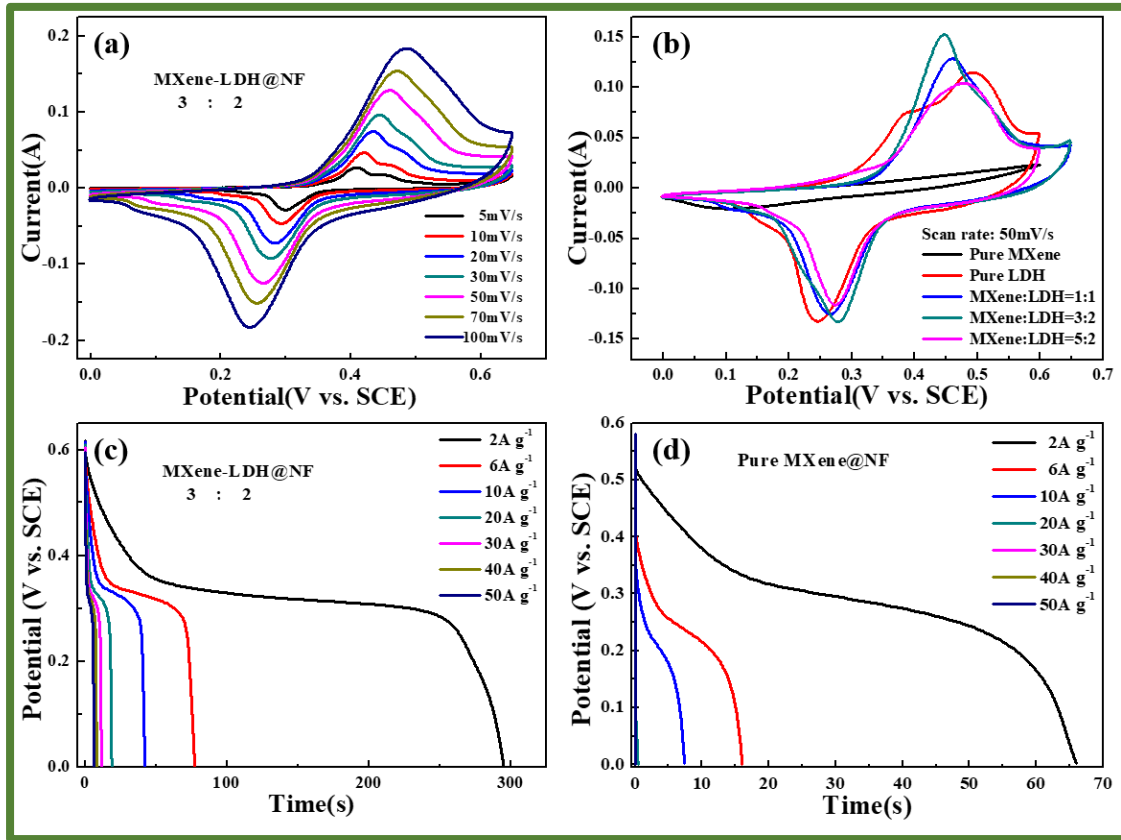 (a)
MXene-LDH@NF
3 : 2
0.2
0.1
0.0
-0.1
-0.2
Current(A)
5mV/s
10mV/s
20mV/s
30mV/s
50mV/s
70mV/s
100mV/s
0.0 0.2 0.4 0.6
Potential(V vs. SCE)
(b)
0.15
0.10
0.05
0.00
-0.05
-0.10
-0.15
Current(A)
Scan rate: 50mV/s
Pure MXene
Pure LDH
MXene:LDH=1:1
MXene:LDH=3:2
MXene:LDH=5:2
0.0 0.1 0.2 0.3 0.4 0.5 0.6 0.7
Potential(V vs. SCE)
(c)
MXene-LDH@NF
3 : 2
0.6
0.4
0.2
0.0
Potential (V vs. SCE)
2A g⁻¹
6A g⁻¹
10A g⁻¹
20A g⁻¹
30A g⁻¹
40A g⁻¹
50A g⁻¹
0 100 200 300
Time(s)
(d)
Pure MXene@NF
0.6
0.5
0.4
0.3
0.2
0.1
0.0
Potential (V vs. SCE)
2A g⁻¹
6A g⁻¹
10A g⁻¹
20A g⁻¹
30A g⁻¹
40A g⁻¹
50A g⁻¹
0 10 20 30 40 50 60 70
Time(s)